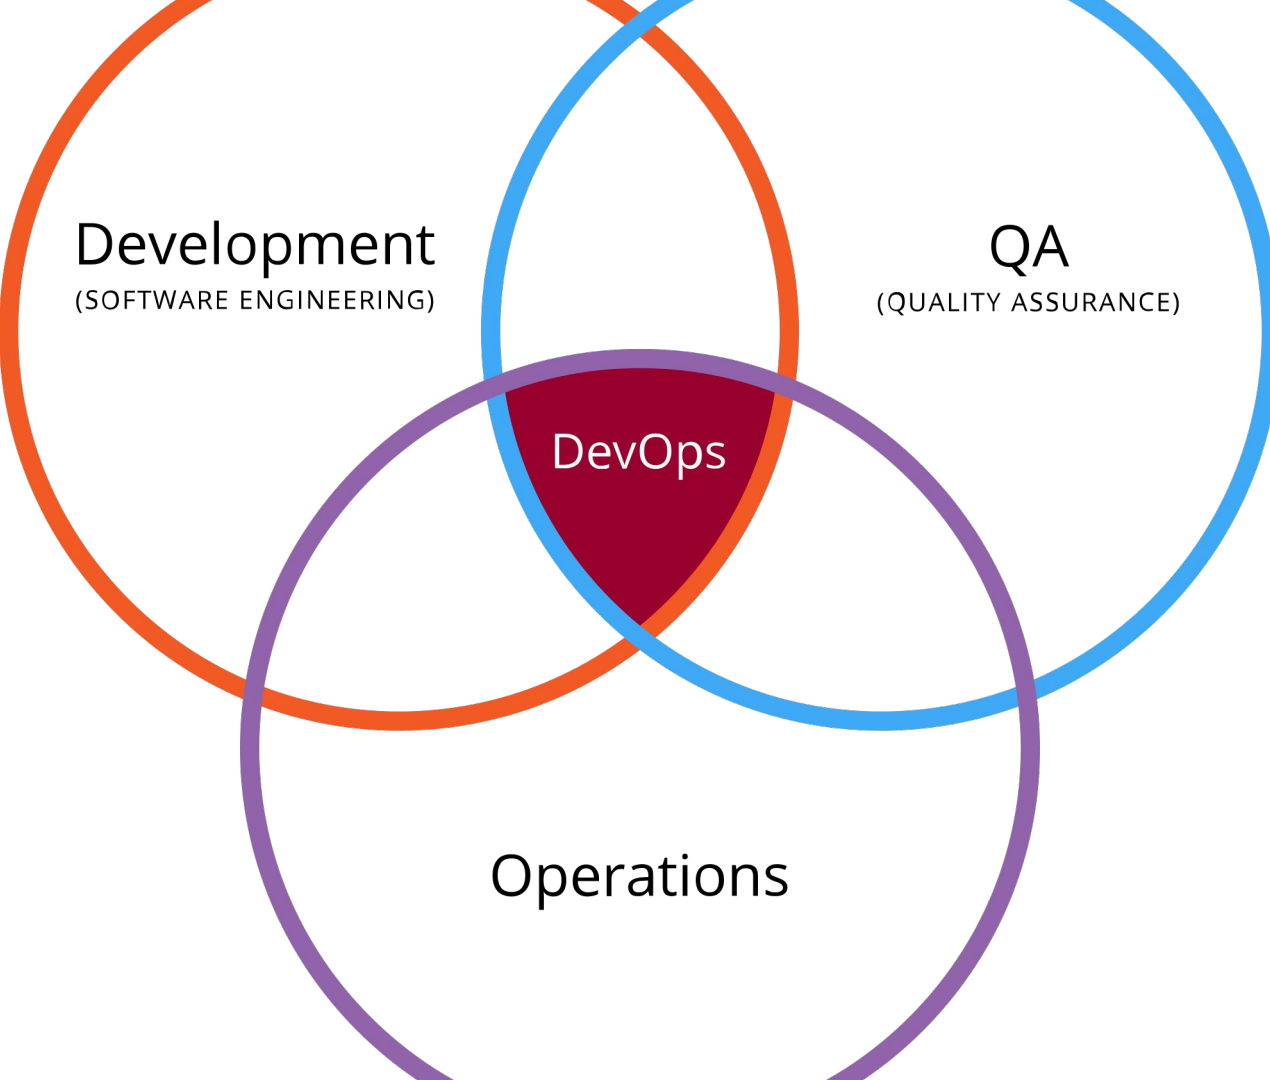 Development
(SOFTWARE ENGINEERING)
QA
(QUALITY ASSURANCE)
DevOps
Operations